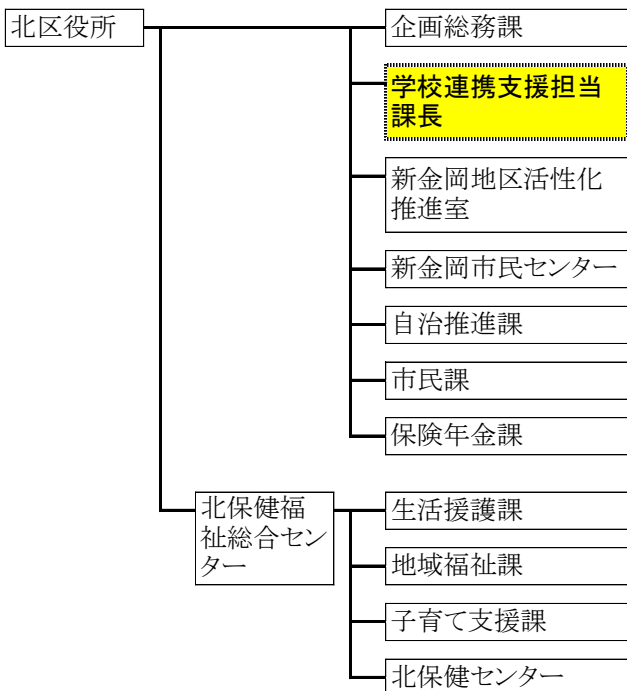 北区役所
企画総務課
学校連携支援担当
課長
新金岡地区活性化
推進室
新金岡市民センター
自治推進課
市民課
保険年金課
北保健福
祉総合セン
ター
生活援護課
地域福祉課
子育て支援課
北保健センター